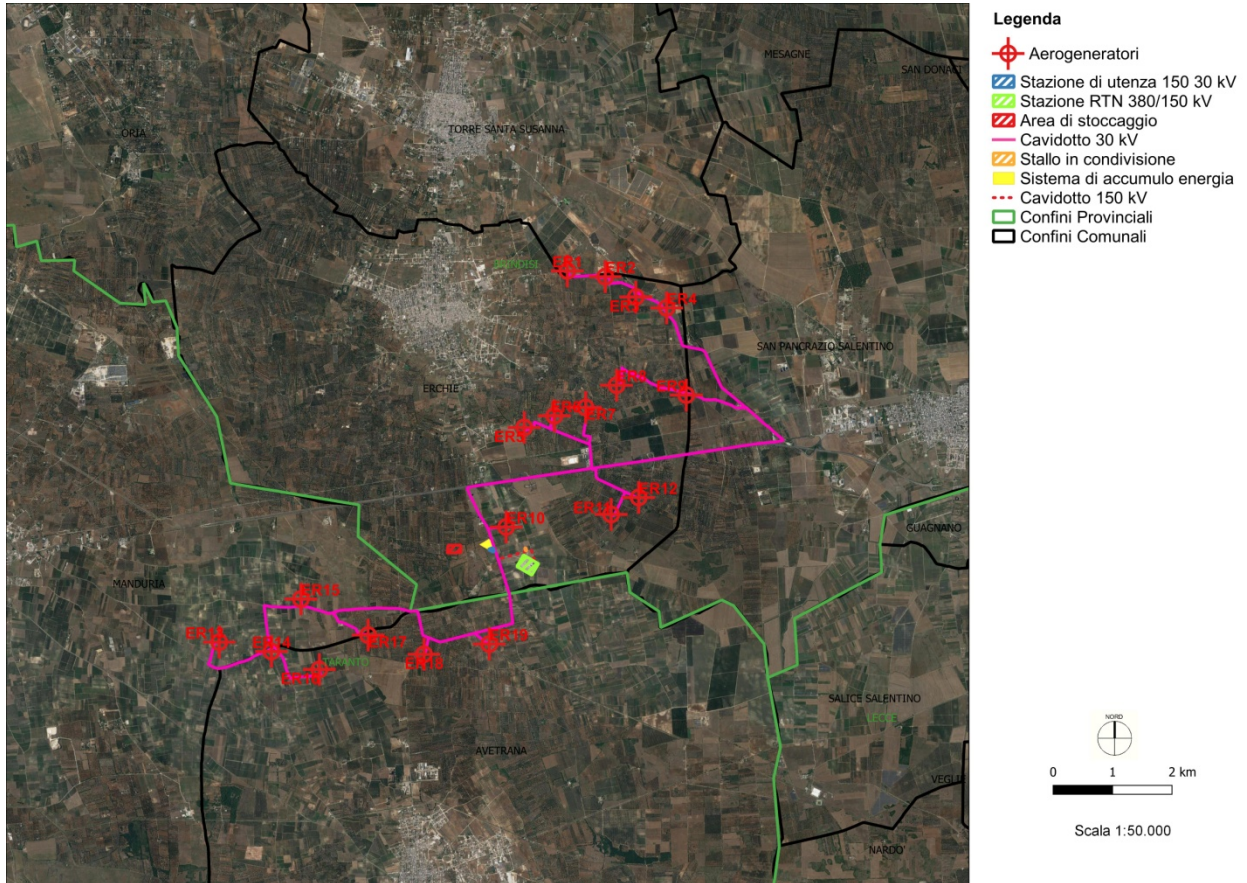 MESAGNE
SAN DONACI
ORIA
TORRE SANTA SUSANNA
BRINDISI
ER1
ER2
ER4
SAN PANCRAZIO SALENTINO
ERCHIE
ER6
ER7
ER5
ER12
ER10
GUAGNANO
MANDURIA
ER15
ER13
ER14
ER17
ER19
ER18
TARANTO
ER16
SALICE SALENTINO
LECCE
AVETRANA
NARDO'
Legenda
Aerogeneratori
Stazione di utenza 150 30 kV
Stazione RTN 380/150 kV
Area di stoccaggio
Cavidotto 30 kV
Stallo in condivisione
Sistema di accumulo energia
Cavidotto 150 kV
Confini Provinciali
Confini Comunali
NORD
0 1 2 km
Scala 1:50.000